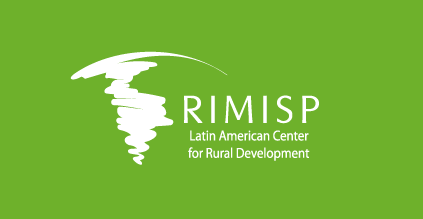 RIMISP
Latin American Center
for Rural Development